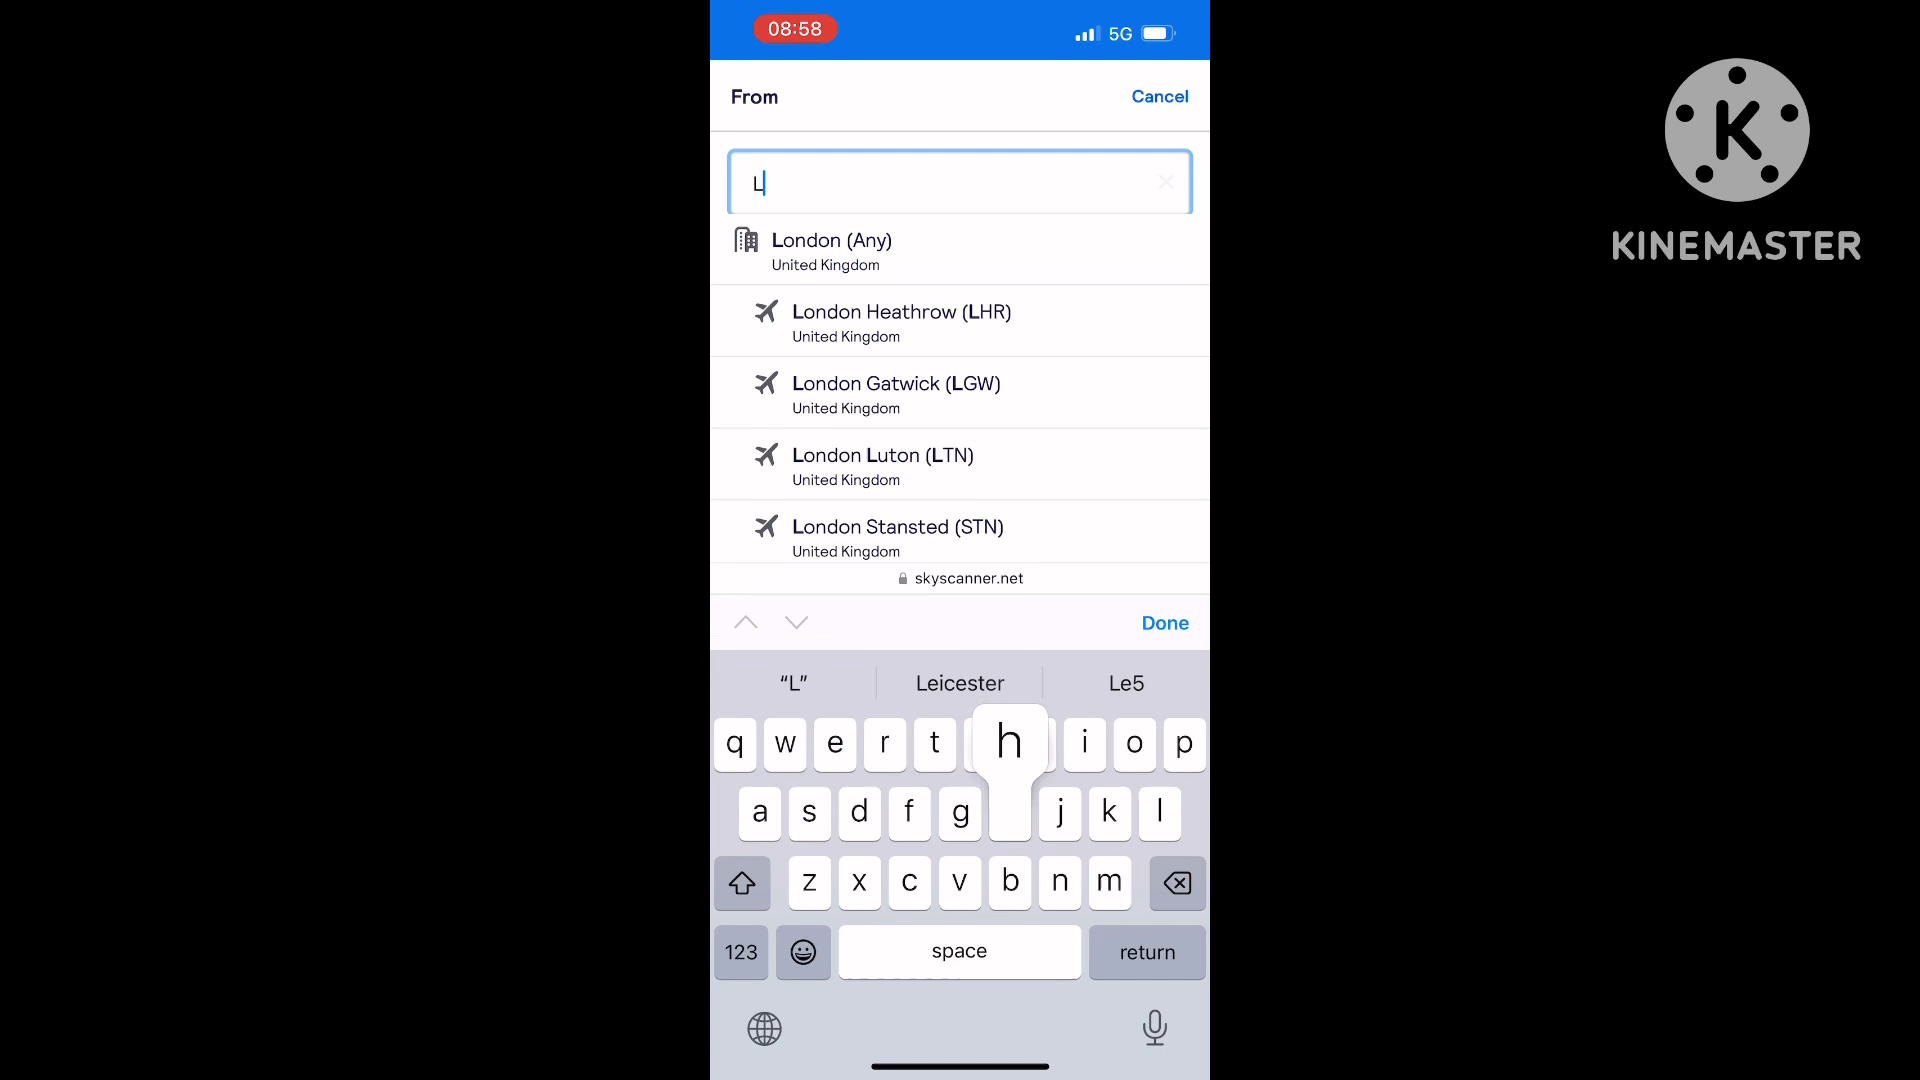 08:58
5G
From
Cancel
L
London (Any)
United Kingdom
London Heathrow (LHR)
United Kingdom
London Gatwick (LGW)
United Kingdom
London Luton (LTN)
United Kingdom
London Stansted (STN)
United Kingdom
skyscanner.net
Done
“L”
Leicester
Le5
q w e r t h i o p
a s d f g j k l
z x c v b n m
123
space
return
K
KINEMASTER